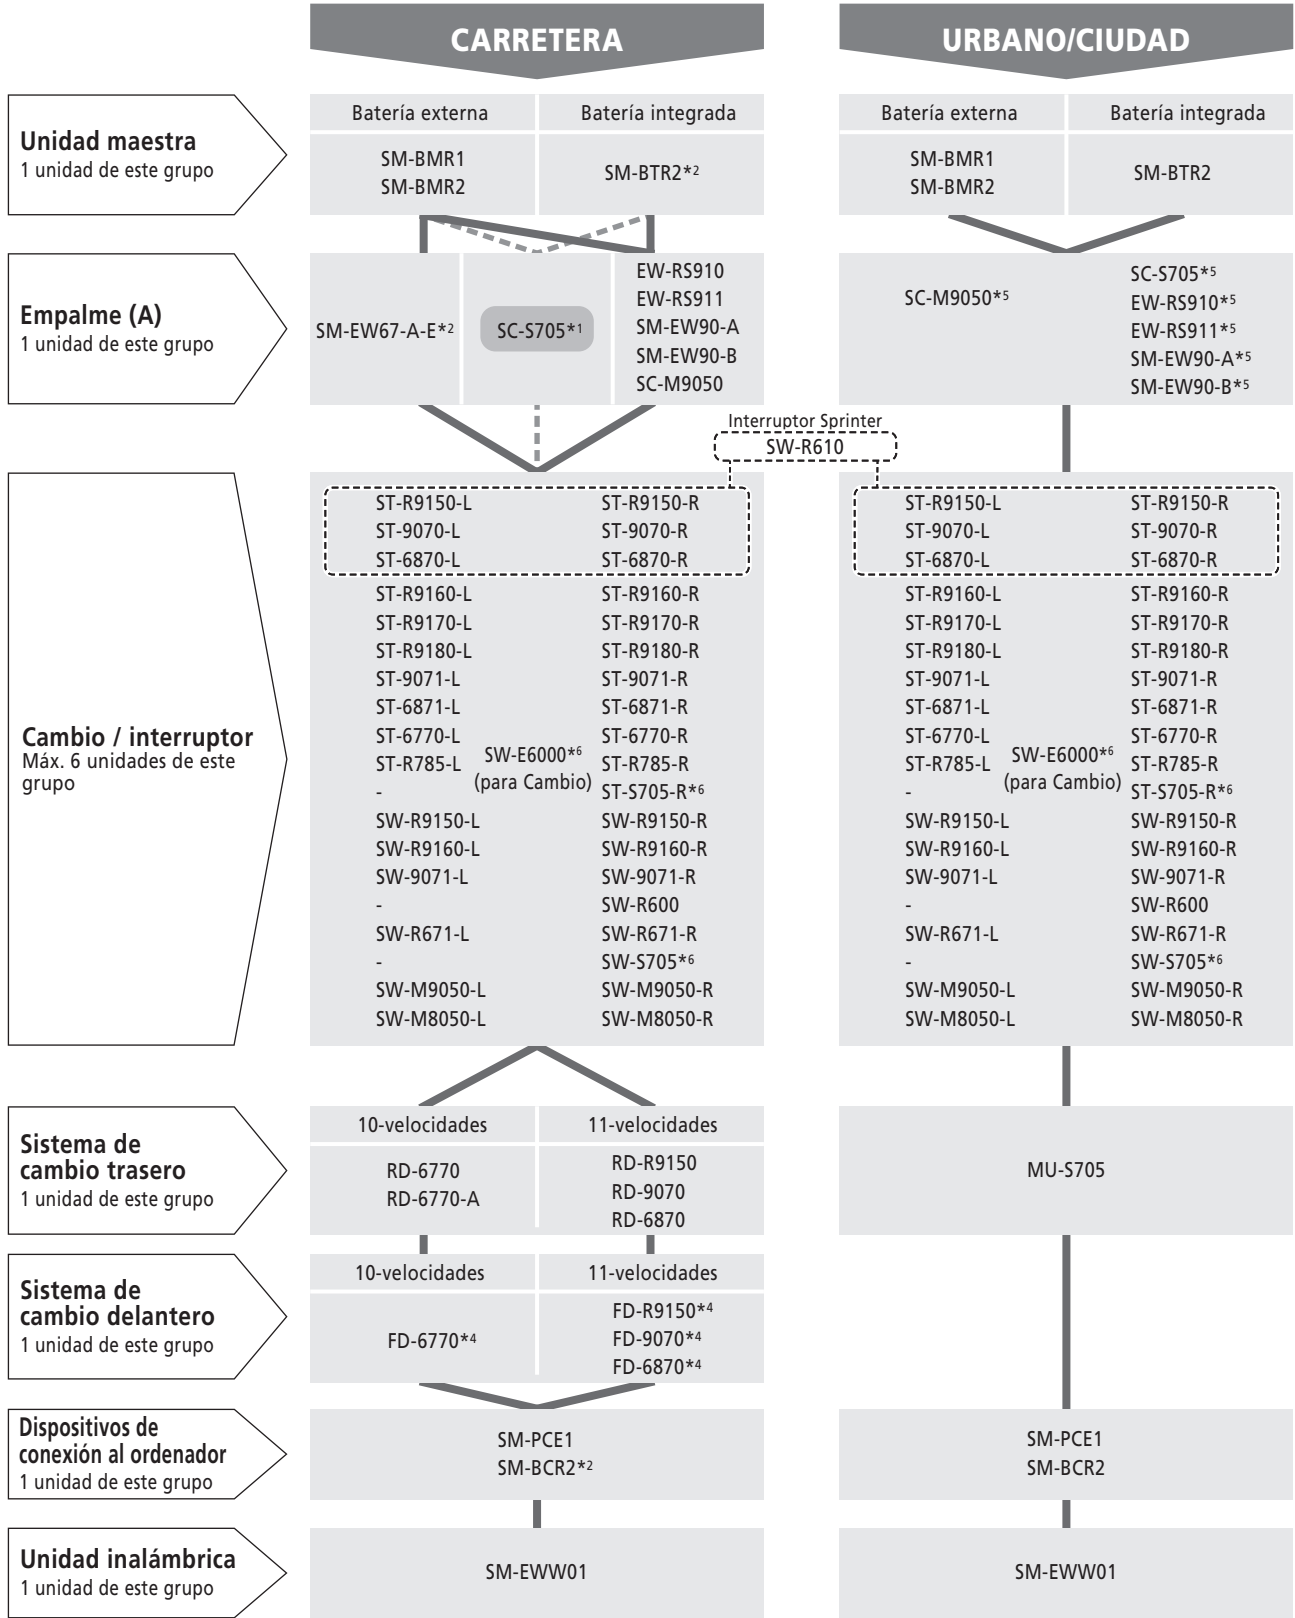 CARRETERA
URBANO/CIUDAD
Unidad maestra
1 unidad de este grupo
Batería externa
Batería integrada
SM-BMR1
SM-BMR2
SM-BTR2*2
Batería externa
Batería integrada
SM-BMR1
SM-BMR2
SM-BTR2
Empalme (A)
1 unidad de este grupo
SM-EW67-A-E*2
SC-S705*1
EW-RS910
EW-RS911
SM-EW90-A
SM-EW90-B
SC-M9050
SC-M9050*5
SC-S705*5
EW-RS910*5
EW-RS911*5
SM-EW90-A*5
SM-EW90-B*5
Interruptor Sprinter
SW-R610
Cambio / interruptor
Máx. 6 unidades de este
grupo
ST-R9150-L ST-R9150-R
ST-9070-L ST-9070-R
ST-6870-L ST-6870-R
ST-R9160-L ST-R9160-R
ST-R9170-L ST-R9170-R
ST-R9180-L ST-R9180-R
ST-9071-L ST-9071-R
ST-6871-L ST-6871-R
ST-6770-L ST-6770-R
ST-R785-L SW-E6000*6 ST-R785-R
- (para Cambio) ST-S705-R*6
SW-R9150-L SW-R9150-R
SW-R9160-L SW-R9160-R
SW-9071-L SW-9071-R
- SW-R600
SW-R671-L SW-R671-R
- SW-S705*6
SW-M9050-L SW-M9050-R
SW-M8050-L SW-M8050-R
ST-R9150-L ST-R9150-R
ST-9070-L ST-9070-R
ST-6870-L ST-6870-R
ST-R9160-L ST-R9160-R
ST-R9170-L ST-R9170-R
ST-R9180-L ST-R9180-R
ST-9071-L ST-9071-R
ST-6871-L ST-6871-R
ST-6770-L ST-6770-R
ST-R785-L SW-E6000*6 ST-R785-R
- (para Cambio) ST-S705-R*6
SW-R9150-L SW-R9150-R
SW-R9160-L SW-R9160-R
SW-9071-L SW-9071-R
- SW-R600
SW-R671-L SW-R671-R
- SW-S705*6
SW-M9050-L SW-M9050-R
SW-M8050-L SW-M8050-R
Sistema de
cambio trasero
1 unidad de este grupo
10-velocidades
11-velocidades
RD-6770
RD-6770-A
RD-R9150
RD-9070
RD-6870
MU-S705
Sistema de
cambio delantero
1 unidad de este grupo
10-velocidades
11-velocidades
FD-6770*4
FD-R9150*4
FD-9070*4
FD-6870*4
Dispositivos de
conexión al ordenador
1 unidad de este grupo
SM-PCE1
SM-BCR2*2
SM-PCE1
SM-BCR2
Unidad inalámbrica
1 unidad de este grupo
SM-EWW01
SM-EWW01